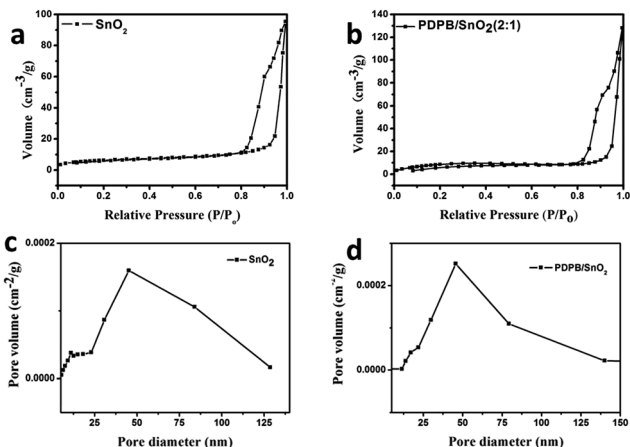 a
SnO2
Volume (cm-3/g)
100
80
60
40
20
0
0.0 0.2 0.4 0.6 0.8 1.0
Relative Pressure (P/Po)
b
PDPB/SnO2(2:1)
Volume (cm-3/g)
140
120
100
80
60
40
20
0
0.0 0.2 0.4 0.6 0.8 1.0
Relative Pressure (P/P0)
c
SnO2
Pore volume (cm-2/g)
0.0002
0.0000
25 50 75 100 125
Pore diameter (nm)
d
PDPB/SnO2
Pore volume (cm-2/g)
0.0002
0.0000
0 25 50 75 100 125 150
Pore diameter (nm)